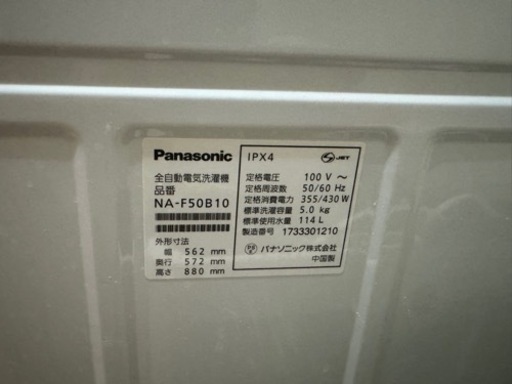 Panasonic
全自動電気洗濯機
品番
NA-F50B10
外形寸法
幅 562 mm
奥行 572 mm
高さ 880 mm
IPX4
JET
定格電圧 100 V ～
定格周波数 50/60 Hz
定格消費電力 355/430 W
標準洗濯容量 5.0 kg
標準使用水量 114 L
製造番号 1733301210
パナソニック株式会社
中国製